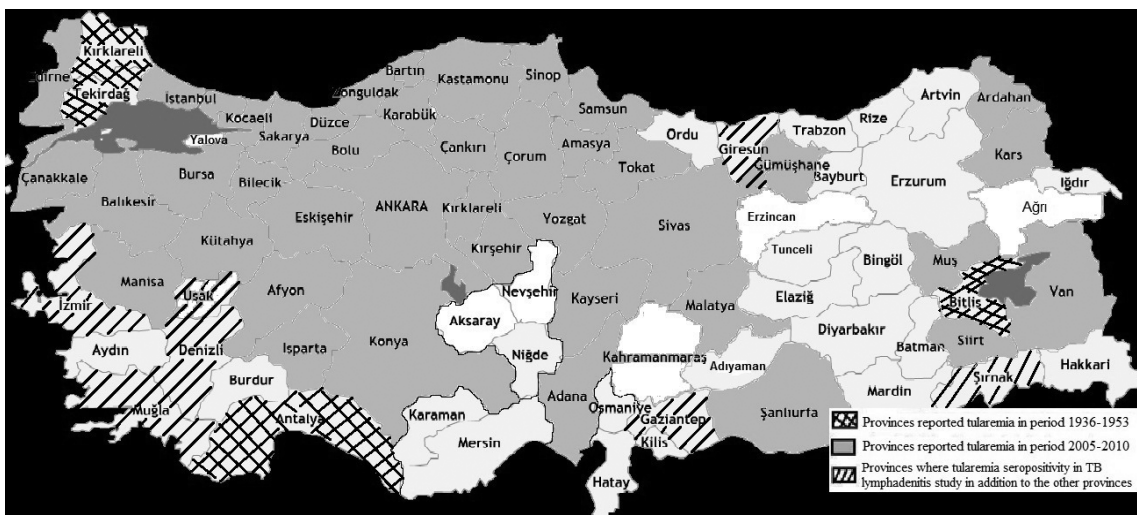 Kırklareli
Edirne
Tekirdağ
İstanbul
Kocaeli
Yalova
Sakarya
Düzce
Zonguldak
Bartın
Karabük
Kastamonu
Sinop
Samsun
Bolu
Çankırı
Çorum
Amasya
Tokat
Ordu
Giresun
Gümüşhane
Trabzon
Rize
Artvin
Ardahan
Kars
Bayburt
Erzurum
Iğdır
Ağrı
Çanakkale
Balıkesir
Bursa
Bilecik
Eskişehir
ANKARA
Kırklareli
Kırşehir
Yozgat
Sivas
Erzincan
Tunceli
Bingöl
Muş
Bitlis
Van
Kütahya
Manisa
İzmir
Uşak
Afyon
Aksaray
Nevşehir
Kayseri
Malatya
Elazığ
Diyarbakır
Batman
Siirt
Aydın
Denizli
Isparta
Konya
Niğde
Kahramanmaraş
Adıyaman
Mardin
Şırnak
Hakkari
Muğla
Burdur
Antalya
Karaman
Mersin
Adana
Osmaniye
Gaziantep
Kilis
Hatay
Şanlıurfa
Provinces reported tularemia in period 1936-1953
Provinces reported tularemia in period 2005-2010
Provinces where tularemia seropositivity in TB
lymphadenitis study in addition to the other provinces